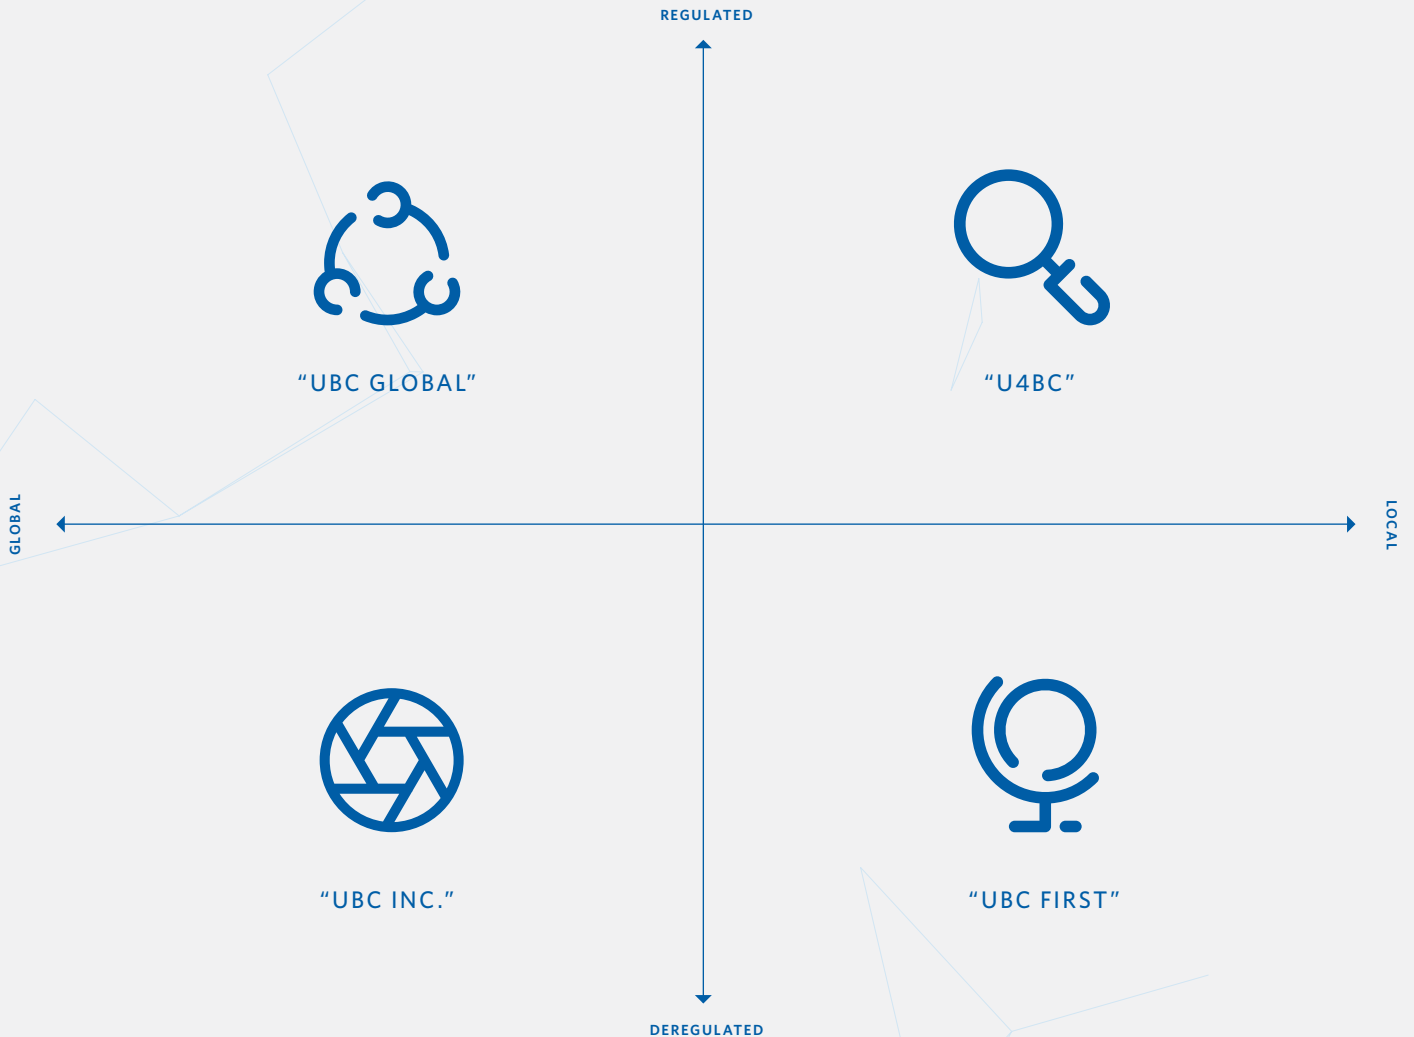 REGULATED
“UBC GLOBAL”
“U4BC”
GLOBAL
LOCAL
“UBC INC.”
“UBC FIRST”
DEREGULATED